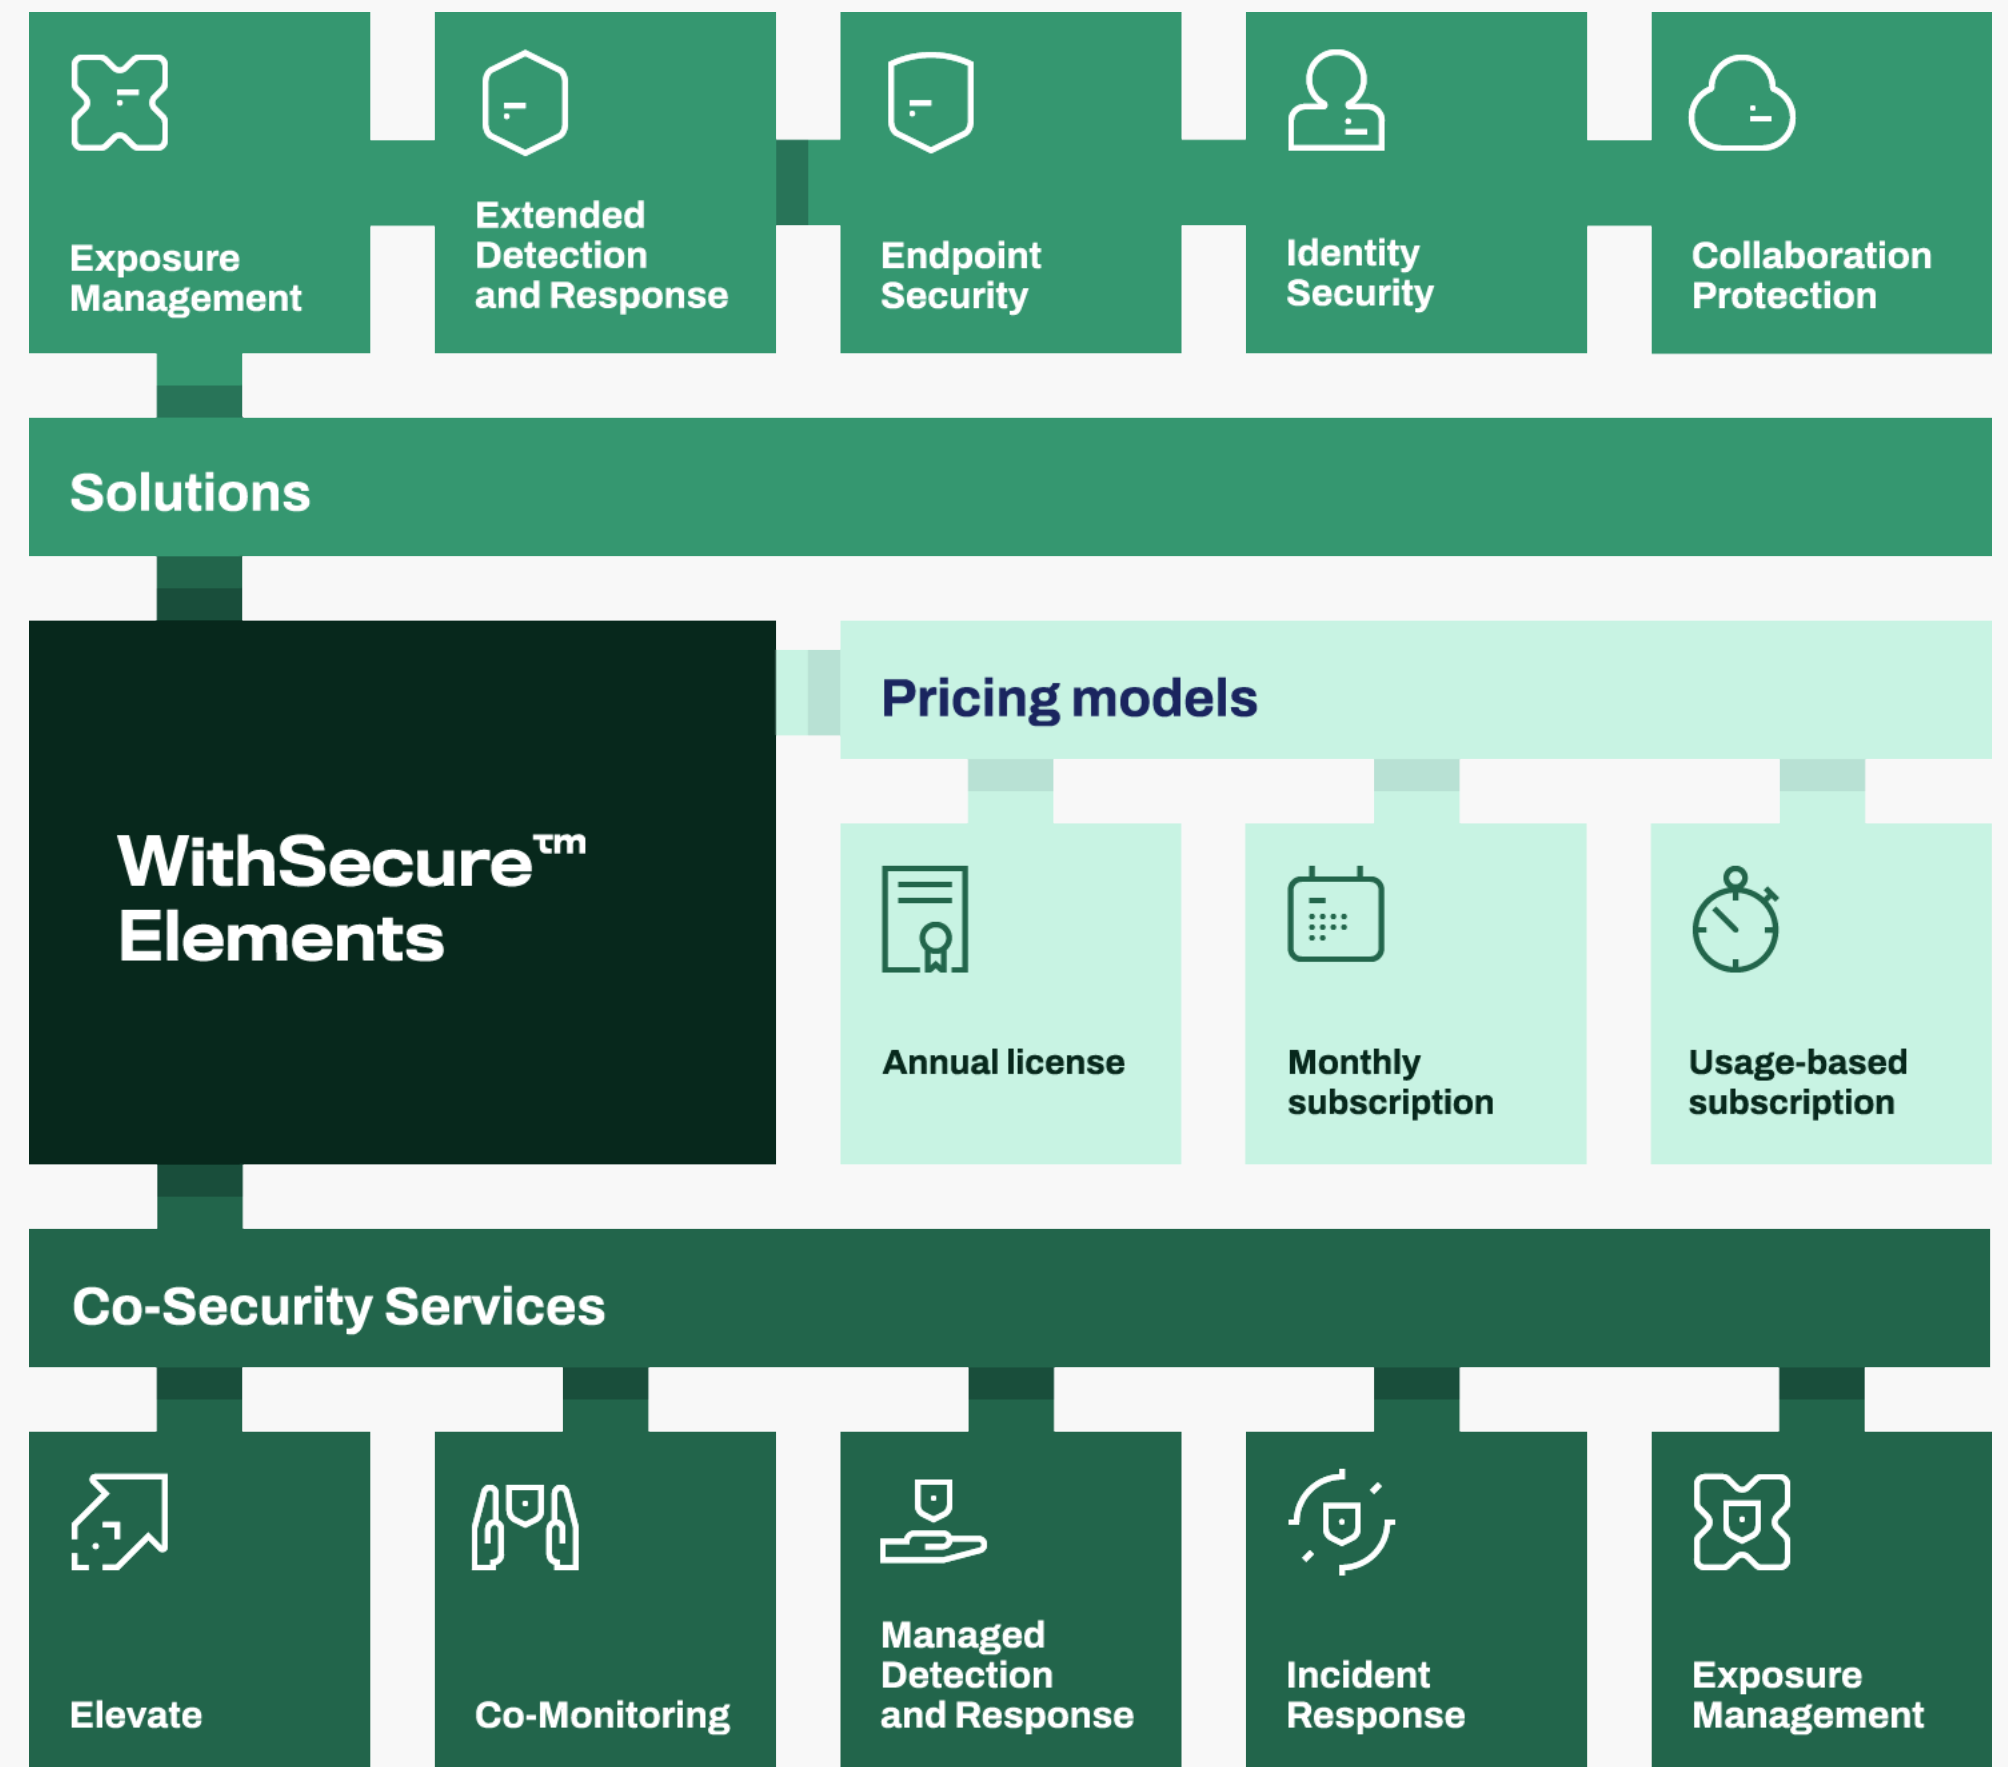 Exposure
Management
Extended
Detection
and Response
Endpoint
Security
Identity
Security
Collaboration
Protection
Solutions
WithSecure™
Elements
Pricing models
Annual license
Monthly
subscription
Usage-based
subscription
Co-Security Services
Elevate
Co-Monitoring
Managed
Detection
and Response
Incident
Response
Exposure
Management